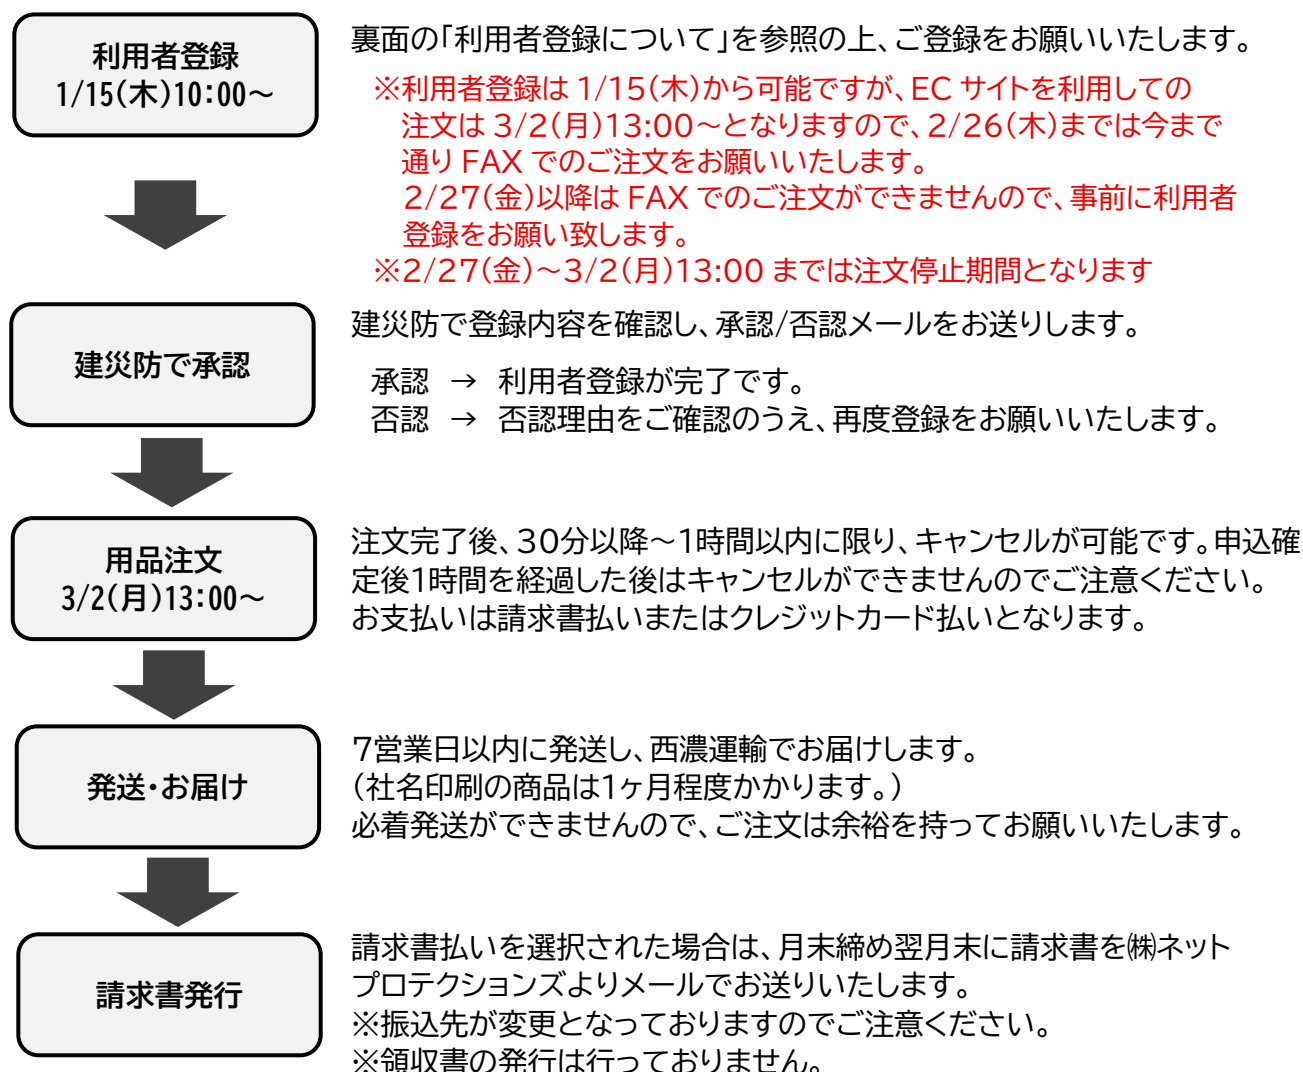 利用者登録
1/15(木)10:00～
裏面の「利用者登録について」を参照の上、ご登録をお願いいたします。
※利用者登録は 1/15(木)から可能ですが、EC サイトを利用しての
注文は 3/2(月)13:00～となりますので、2/26(木)までは今まで
通り FAX でのご注文をお願いいたします。
2/27(金)以降は FAX でのご注文ができませんので、事前に利用者
登録をお願い致します。
※2/27(金)～3/2(月)13:00 までは注文停止期間となります
建災防で承認
建災防で登録内容を確認し、承認/否認メールをお送りします。
承認 → 利用者登録が完了です。
否認 → 否認理由をご確認のうえ、再度登録をお願いいたします。
用品注文
3/2(月)13:00～
注文完了後、30分以降～1時間以内に限り、キャンセルが可能です。申込確
定後1時間を経過した後はキャンセルができませんのでご注意ください。
お支払いは請求書払いまたはクレジットカード払いとなります。
発送・お届け
7営業日以内に発送し、西濃運輸でお届けします。
(社名印刷の商品は1ヶ月程度かかります。)
必着発送ができませんので、ご注文は余裕を持ってお願いいたします。
請求書発行
請求書払いを選択された場合は、月末締め翌月末に請求書を㈱ネット
プロテクションズよりメールでお送りいたします。
※振込先が変更となっておりますのでご注意ください。
※領収書の発行は行っておりません。